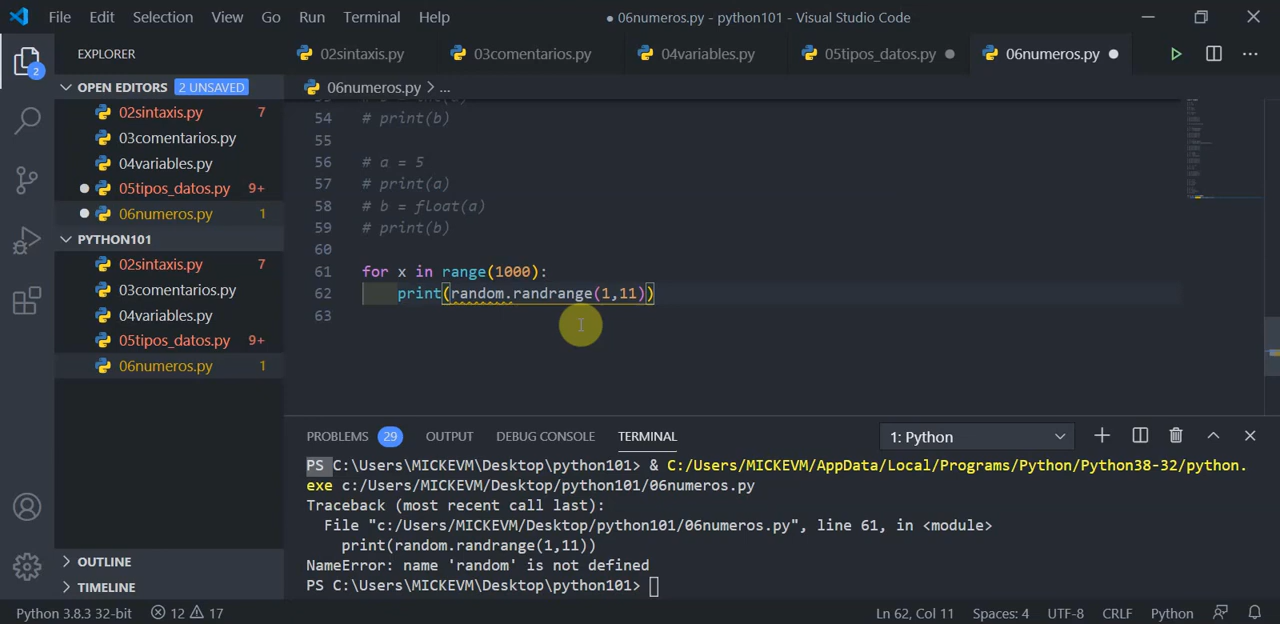 File Edit Selection View Go Run Terminal Help
● 06numeros.py - python101 - Visual Studio Code
EXPLORER
02sintaxis.py 03comentarios.py 04variables.py 05tipos_datos.py ● 06numeros.py ●
OPEN EDITORS 2 UNSAVED
02sintaxis.py 7
03comentarios.py
04variables.py
● 05tipos_datos.py 9+
● 06numeros.py 1
PYTHON101
02sintaxis.py 7
03comentarios.py
04variables.py
05tipos_datos.py 9+
06numeros.py 1
OUTLINE
TIMELINE
2
06numeros.py > ...
54 # print(b)
55
56 # a = 5
57 # print(a)
58 # b = float(a)
59 # print(b)
60
61 for x in range(1000):
62 print(random.randrange(1,11))
63
PROBLEMS 29 OUTPUT DEBUG CONSOLE TERMINAL 1: Python
PS C:\Users\MICKEVM\Desktop\python101> & C:/Users/MICKEVM/AppData/Local/Programs/Python/Python38-32/python.
exe c:/Users/MICKEVM/Desktop/python101/06numeros.py
Traceback (most recent call last):
File "c:/Users/MICKEVM/Desktop/python101/06numeros.py", line 61, in <module>
print(random.randrange(1,11))
NameError: name 'random' is not defined
PS C:\Users\MICKEVM\Desktop\python101>
Python 3.8.3 32-bit 12 17 Ln 62, Col 11 Spaces: 4 UTF-8 CRLF Python